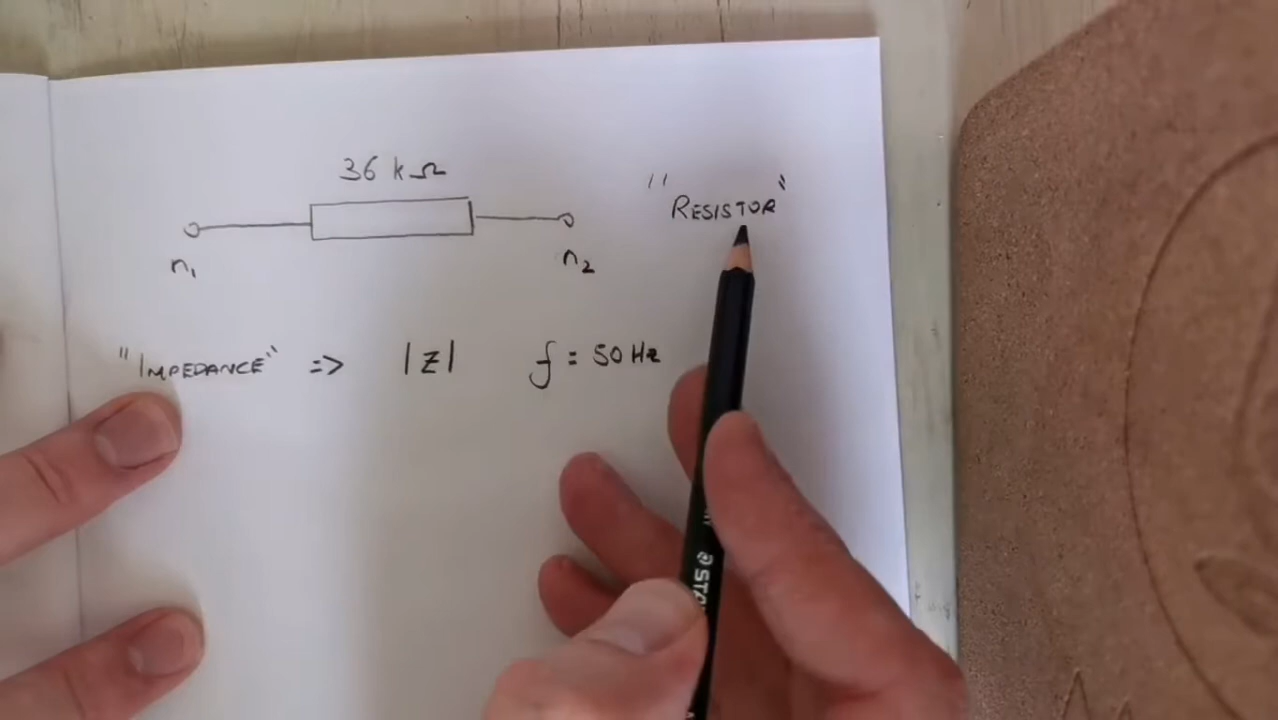 36 kΩ
"RESISTOR"
n₁
n₂
"IMPEDANCE" => |Z| f = 50 Hz